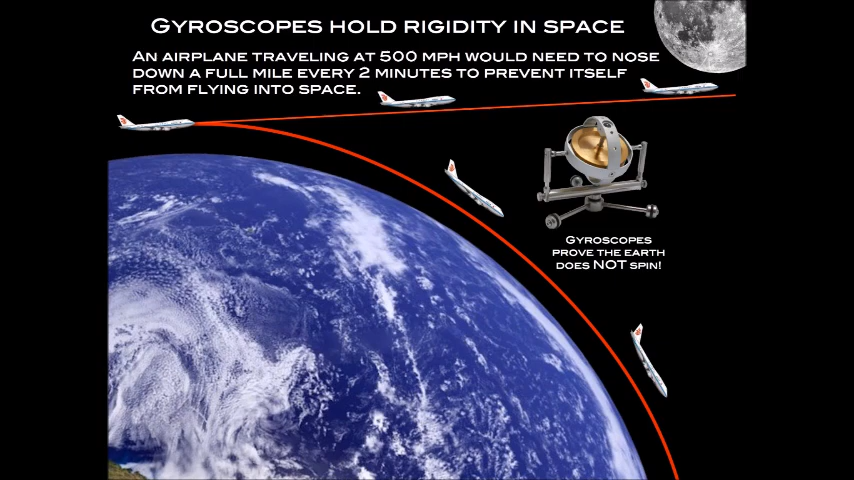 Gyroscopes hold rigidity in space
An airplane traveling at 500 mph would need to nose
down a full mile every 2 minutes to prevent itself
from flying into space.
Gyroscopes
prove the earth
does NOT spin!